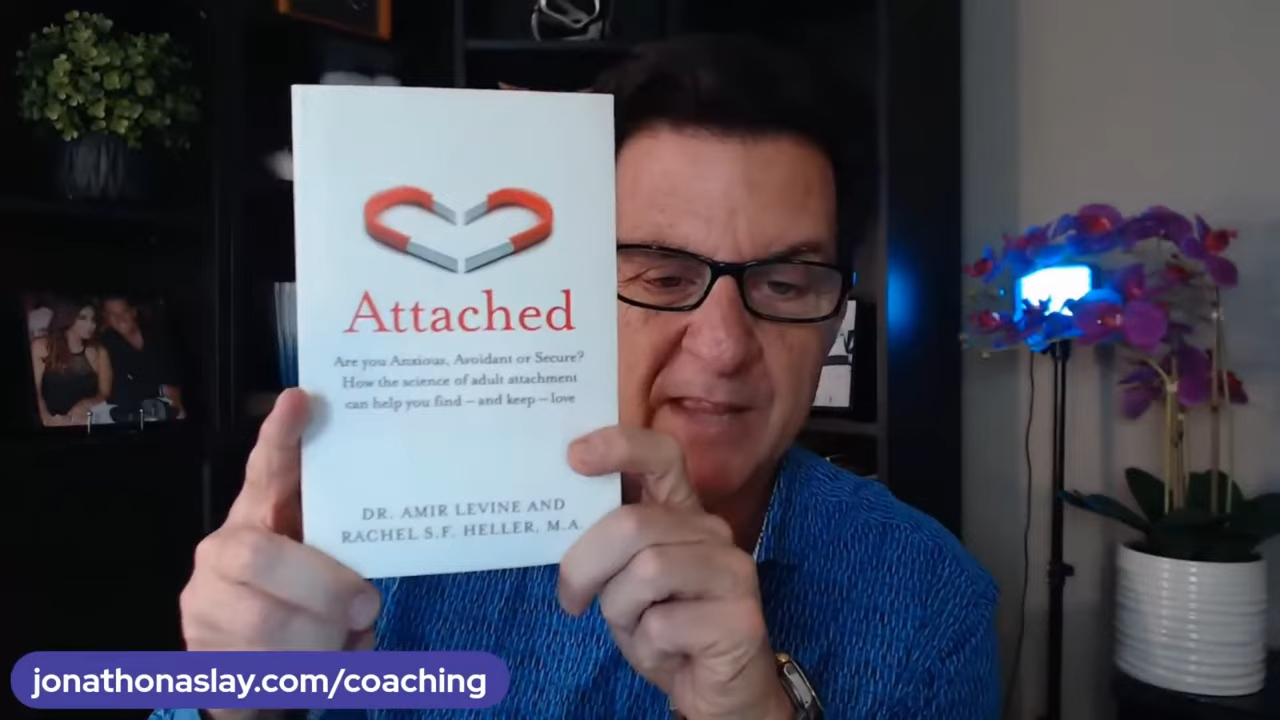 Attached
Are you Anxious, Avoidant or Secure?
How the science of adult attachment
can help you find – and keep – love
DR. AMIR LEVINE AND
RACHEL S.F. HELLER, M.A.
jonathonaslay.com/coaching